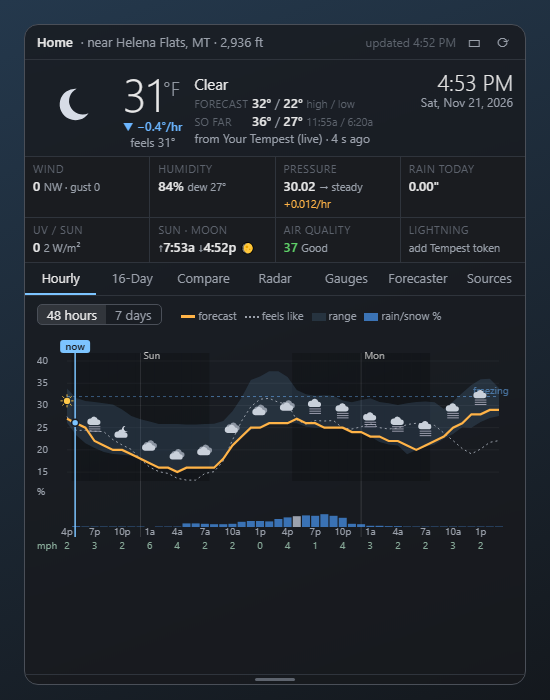 Home · near Helena Flats, MT · 2,936 ft
updated 4:52 PM
31°F
▼ −0.4°/hr
feels 31°
Clear
FORECAST 32° / 22° high / low
SO FAR 36° / 27° 11:55a / 6:20a
from Your Tempest (live) · 4 s ago
4:53 PM
Sat, Nov 21, 2026
WIND
0 NW · gust 0
HUMIDITY
84% dew 27°
PRESSURE
30.02 → steady
+0.012/hr
RAIN TODAY
0.00"
UV / SUN
0 2 W/m²
SUN · MOON
↑7:53a ↓4:52p
AIR QUALITY
37 Good
LIGHTNING
add Tempest token
Hourly 16-Day Compare Radar Gauges Forecaster Sources
48 hours 7 days
forecast feels like range rain/snow %
now
Sun Mon
40
35
freezing
30
25
20
15
%
4p 7p 10p 1a 4a 7a 10a 1p 4p 7p 10p 1a 4a 7a 10a 1p
mph 2 3 2 6 4 2 2 0 4 1 4 3 2 2 3 2